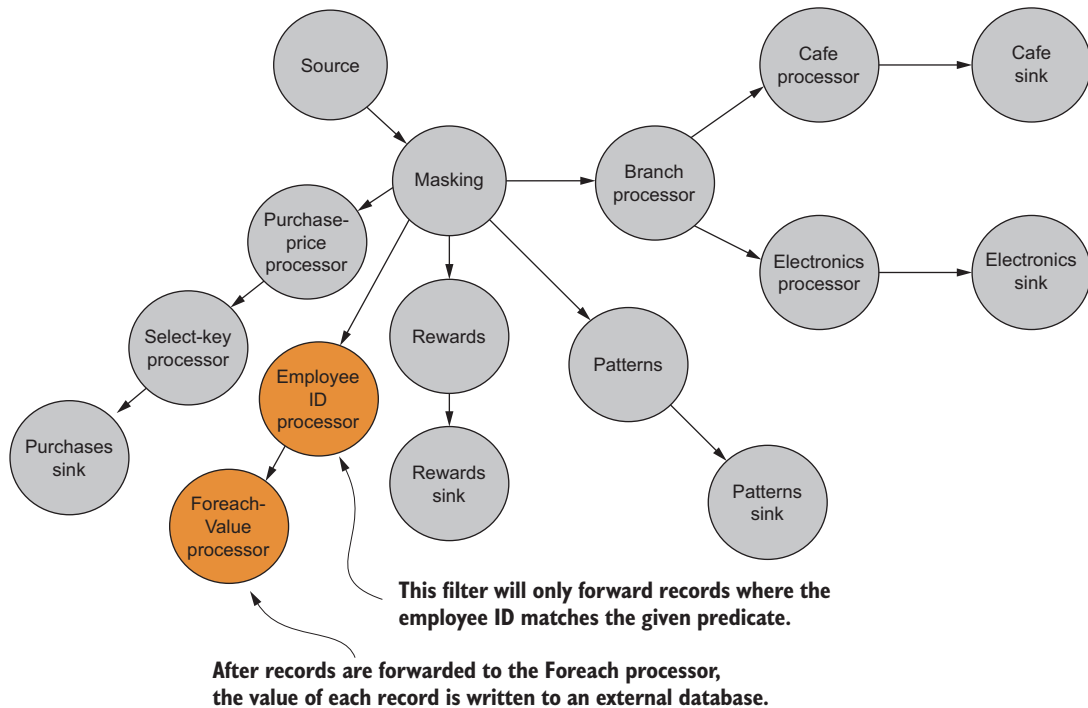 Source
Cafe
processor
Cafe
sink
Masking
Branch
processor
Purchase-
price
processor
Electronics
processor
Electronics
sink
Select-key
processor
Rewards
Patterns
Employee
ID
processor
Purchases
sink
Rewards
sink
Patterns
sink
Foreach-
Value
processor
This filter will only forward records where the
employee ID matches the given predicate.
After records are forwarded to the Foreach processor,
the value of each record is written to an external database.